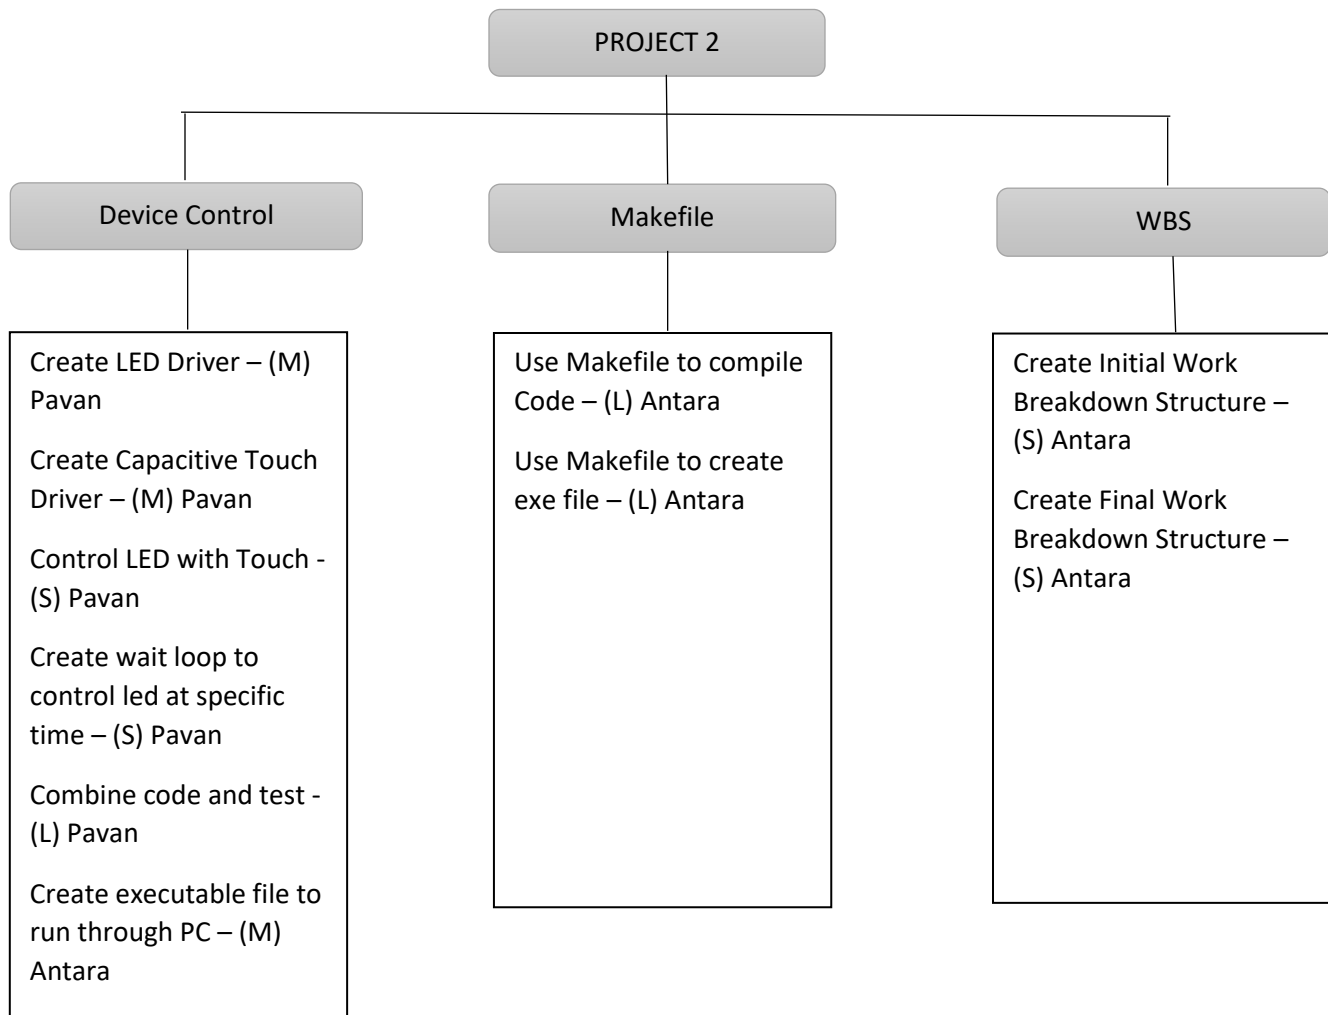 PROJECT 2
Device Control
Makefile
WBS
Create LED Driver – (M)
Pavan
Create Capacitive Touch
Driver – (M) Pavan
Control LED with Touch -
(S) Pavan
Create wait loop to
control led at specific
time – (S) Pavan
Combine code and test -
(L) Pavan
Create executable file to
run through PC – (M)
Antara
Use Makefile to compile
Code – (L) Antara
Use Makefile to create
exe file – (L) Antara
Create Initial Work
Breakdown Structure –
(S) Antara
Create Final Work
Breakdown Structure –
(S) Antara